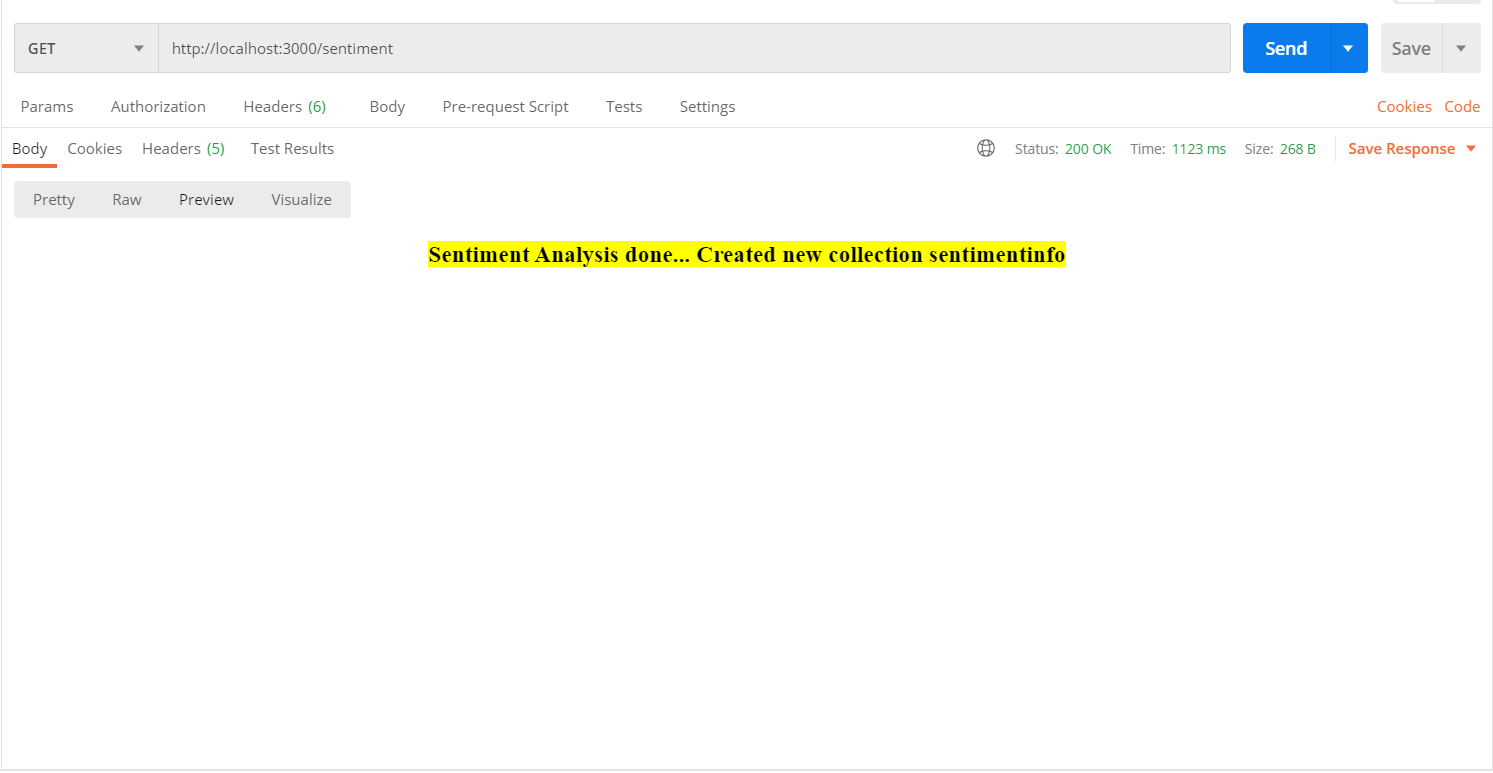 GET http://localhost:3000/sentiment Send Save
Params Authorization Headers (6) Body Pre-request Script Tests Settings Cookies Code
Body Cookies Headers (5) Test Results Status: 200 OK Time: 1123 ms Size: 268 B Save Response
Pretty Raw Preview Visualize
Sentiment Analysis done... Created new collection sentimentinfo